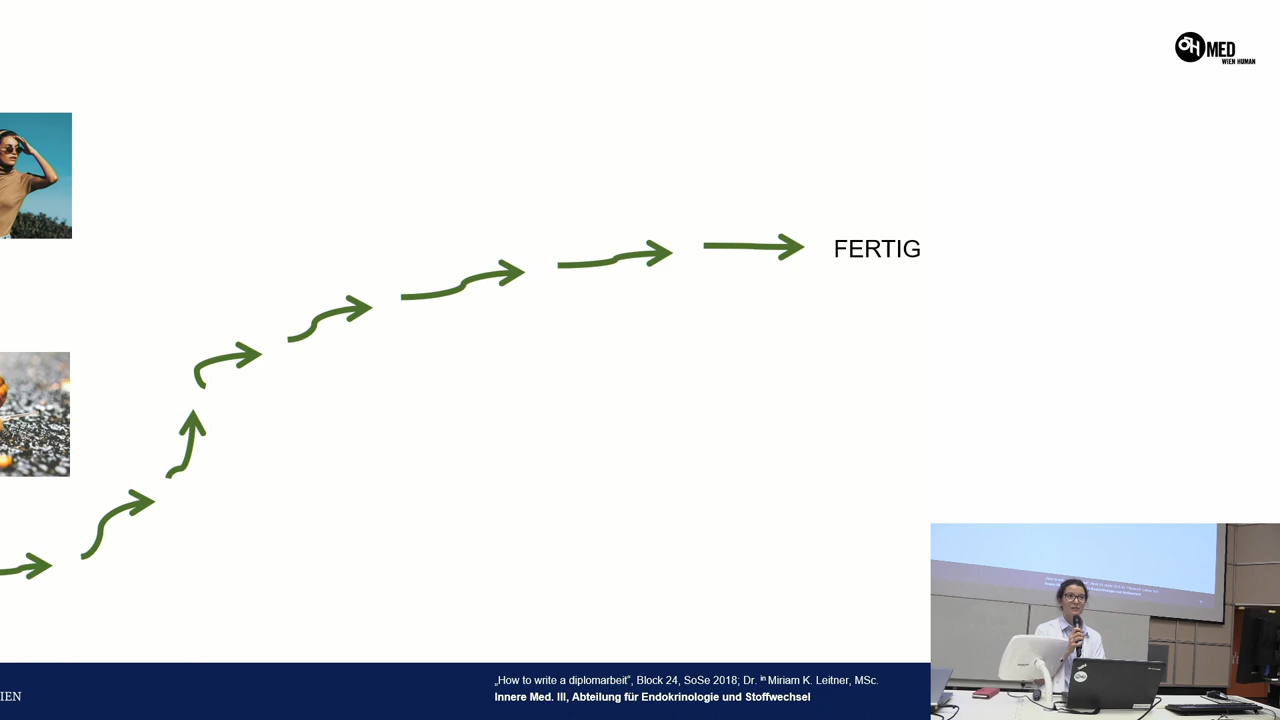 ÖH MED
WIEN HUMAN
FERTIG
IEN
„How to write a diplomarbeit“, Block 24, SoSe 2018; Dr. in Miriam K. Leitner, MSc.
Innere Med. III, Abteilung für Endokrinologie und Stoffwechsel